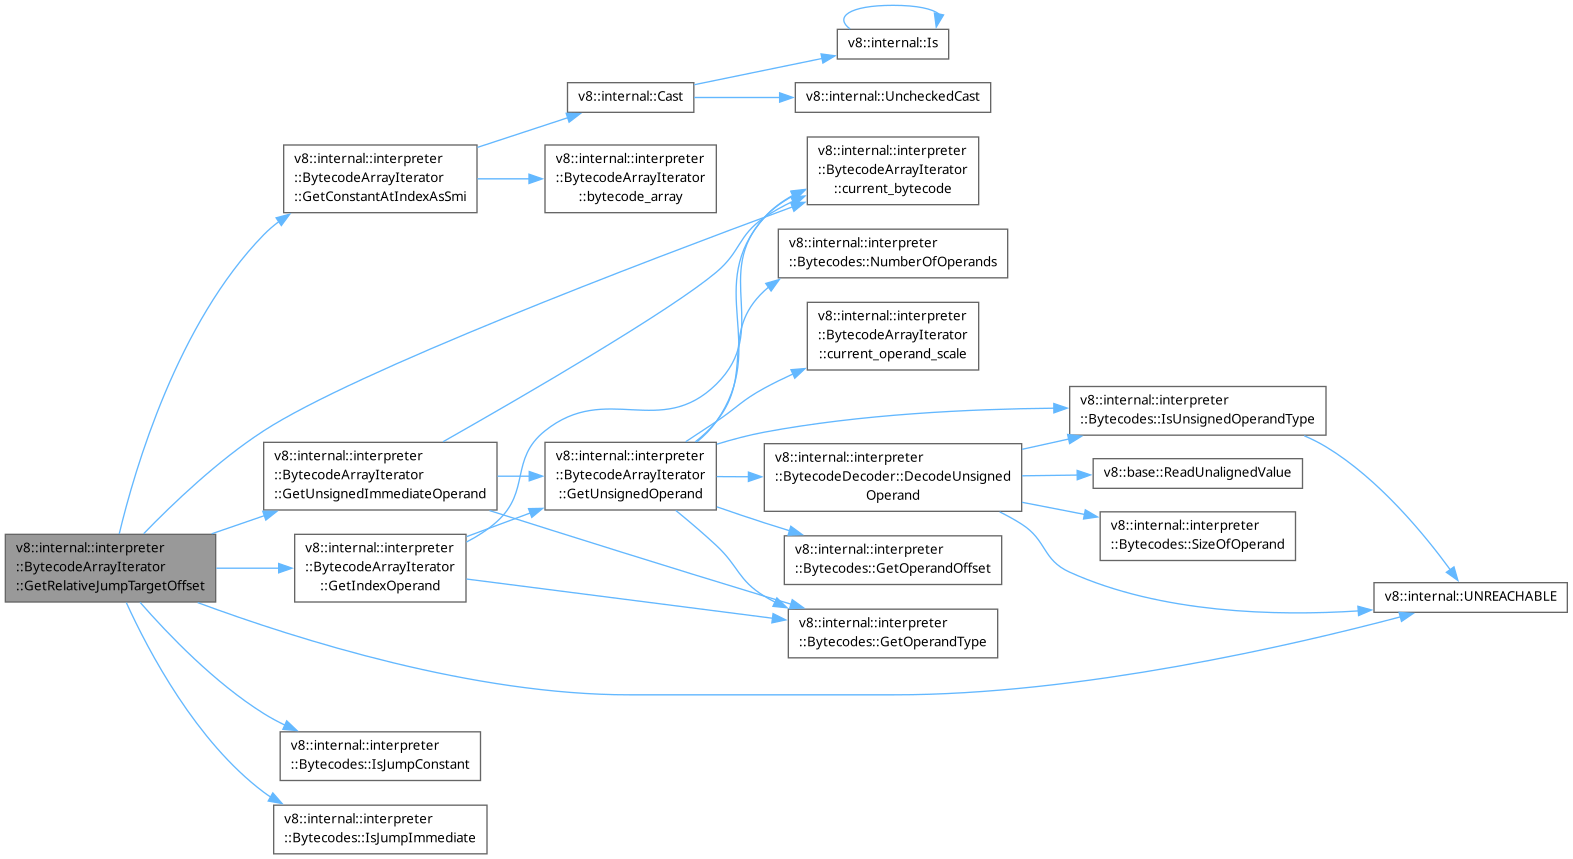 v8::internal::Is
v8::internal::Cast
v8::internal::UncheckedCast
v8::internal::interpreter
::BytecodeArrayIterator
::GetConstantAtIndexAsSmi
v8::internal::interpreter
::BytecodeArrayIterator
::bytecode_array
v8::internal::interpreter
::BytecodeArrayIterator
::current_bytecode
v8::internal::interpreter
::Bytecodes::NumberOfOperands
v8::internal::interpreter
::BytecodeArrayIterator
::current_operand_scale
v8::internal::interpreter
::Bytecodes::IsUnsignedOperandType
v8::internal::interpreter
::BytecodeArrayIterator
::GetUnsignedImmediateOperand
v8::internal::interpreter
::BytecodeArrayIterator
::GetUnsignedOperand
v8::internal::interpreter
::BytecodeDecoder::DecodeUnsigned
Operand
v8::base::ReadUnalignedValue
v8::internal::interpreter
::Bytecodes::SizeOfOperand
v8::internal::interpreter
::BytecodeArrayIterator
::GetRelativeJumpTargetOffset
v8::internal::interpreter
::BytecodeArrayIterator
::GetIndexOperand
v8::internal::interpreter
::Bytecodes::GetOperandOffset
v8::internal::UNREACHABLE
v8::internal::interpreter
::Bytecodes::GetOperandType
v8::internal::interpreter
::Bytecodes::IsJumpConstant
v8::internal::interpreter
::Bytecodes::IsJumpImmediate